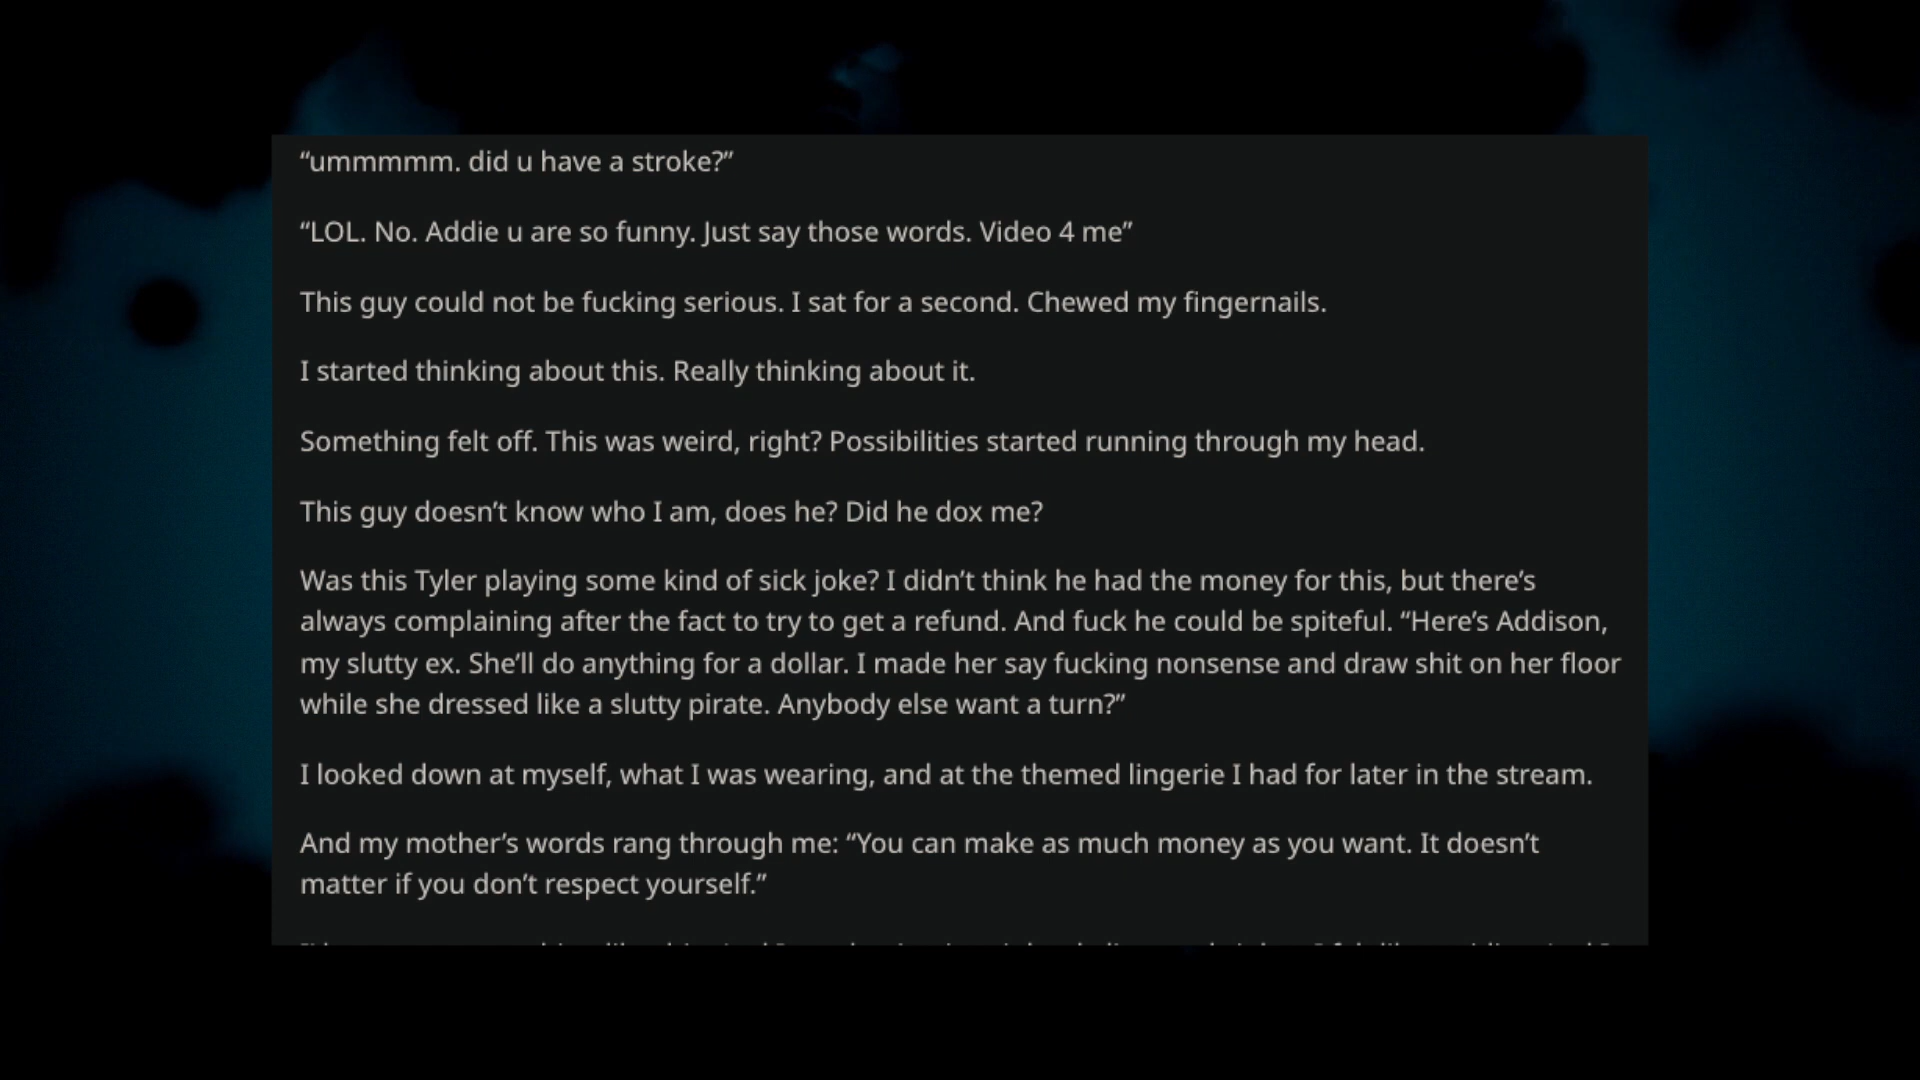 “ummmmm. did u have a stroke?”
“LOL. No. Addie u are so funny. Just say those words. Video 4 me”
This guy could not be fucking serious. I sat for a second. Chewed my fingernails.
I started thinking about this. Really thinking about it.
Something felt off. This was weird, right? Possibilities started running through my head.
This guy doesn’t know who I am, does he? Did he dox me?
Was this Tyler playing some kind of sick joke? I didn’t think he had the money for this, but there’s
always complaining after the fact to try to get a refund. And fuck he could be spiteful. “Here’s Addison,
my slutty ex. She’ll do anything for a dollar. I made her say fucking nonsense and draw shit on her floor
while she dressed like a slutty pirate. Anybody else want a turn?”
I looked down at myself, what I was wearing, and at the themed lingerie I had for later in the stream.
And my mother’s words rang through me: “You can make as much money as you want. It doesn’t
matter if you don’t respect yourself.”